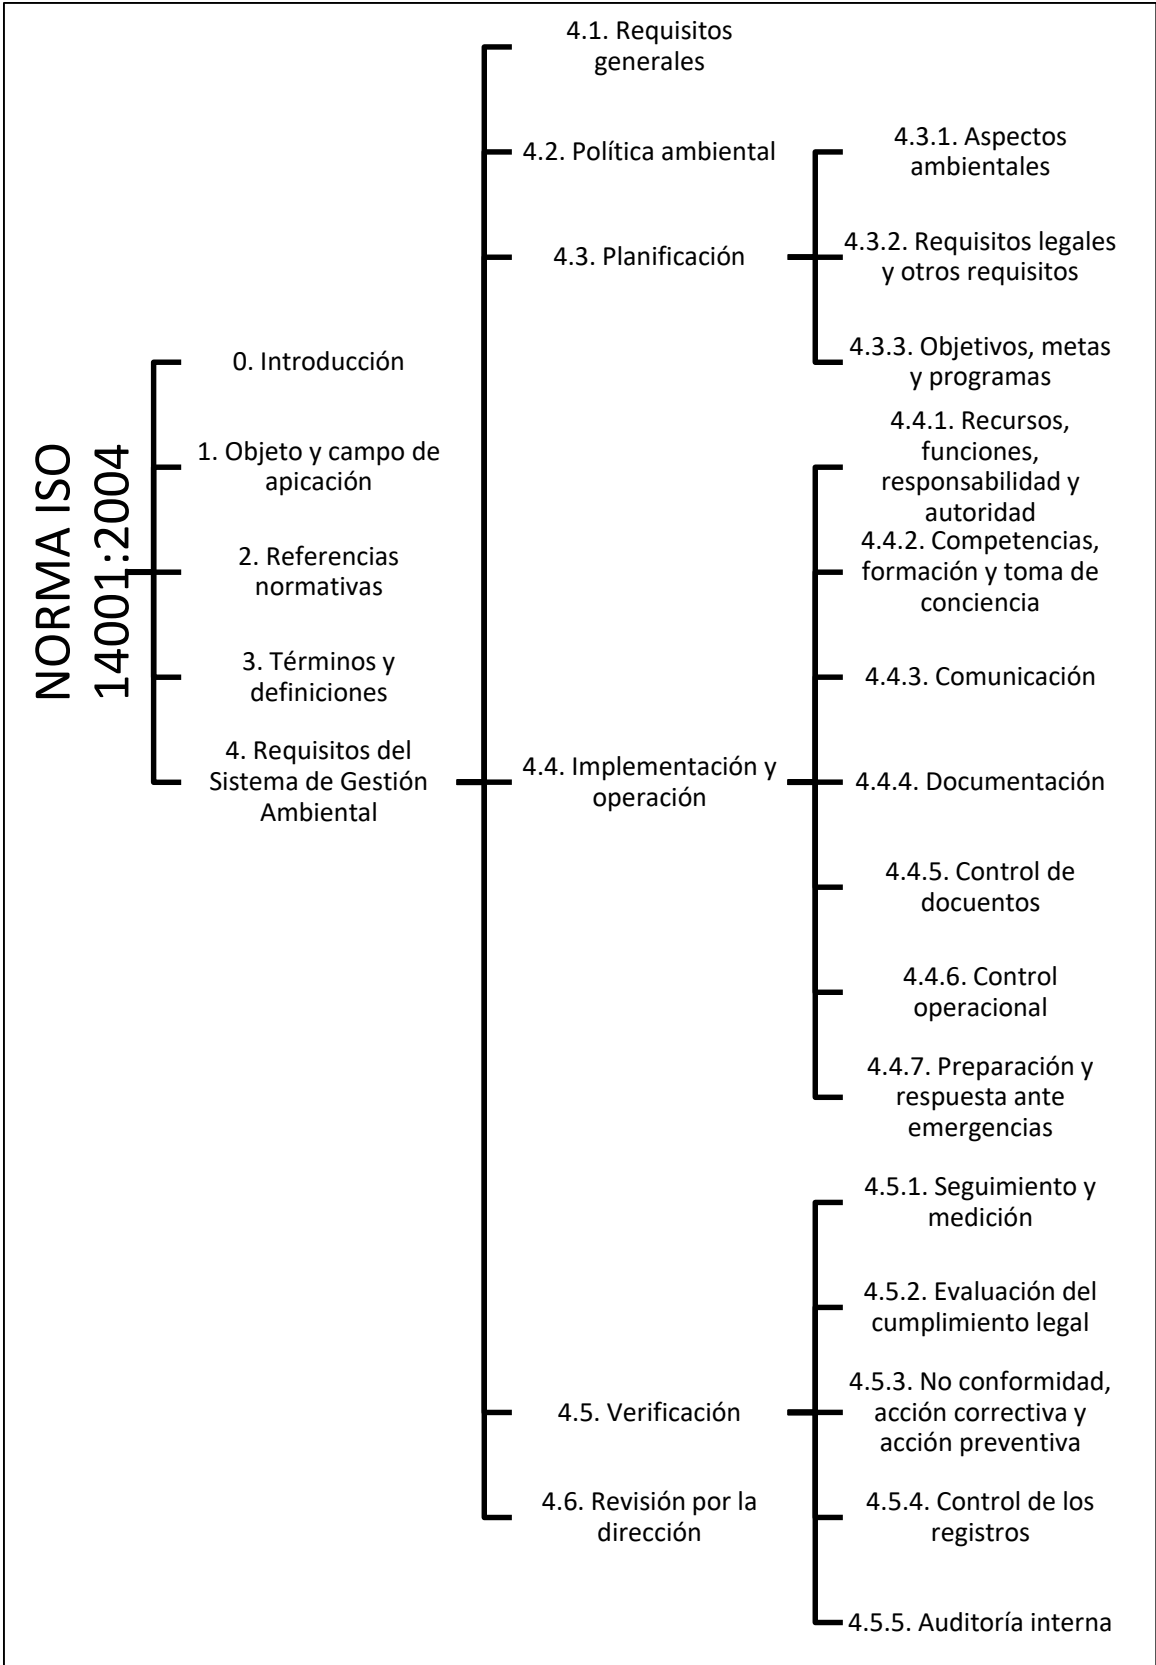 NORMA ISO
14001:2004
0. Introducción
1. Objeto y campo de
apicación
2. Referencias
normativas
3. Términos y
definiciones
4. Requisitos del
Sistema de Gestión
Ambiental
4.1. Requisitos
generales
4.2. Política ambiental
4.3. Planificación
4.3.1. Aspectos
ambientales
4.3.2. Requisitos legales
y otros requisitos
4.3.3. Objetivos, metas
y programas
4.4. Implementación y
operación
4.4.1. Recursos,
funciones,
responsabilidad y
autoridad
4.4.2. Competencias,
formación y toma de
conciencia
4.4.3. Comunicación
4.4.4. Documentación
4.4.5. Control de
docuentos
4.4.6. Control
operacional
4.4.7. Preparación y
respuesta ante
emergencias
4.5. Verificación
4.5.1. Seguimiento y
medición
4.5.2. Evaluación del
cumplimiento legal
4.5.3. No conformidad,
acción correctiva y
acción preventiva
4.5.4. Control de los
registros
4.5.5. Auditoría interna
4.6. Revisión por la
dirección